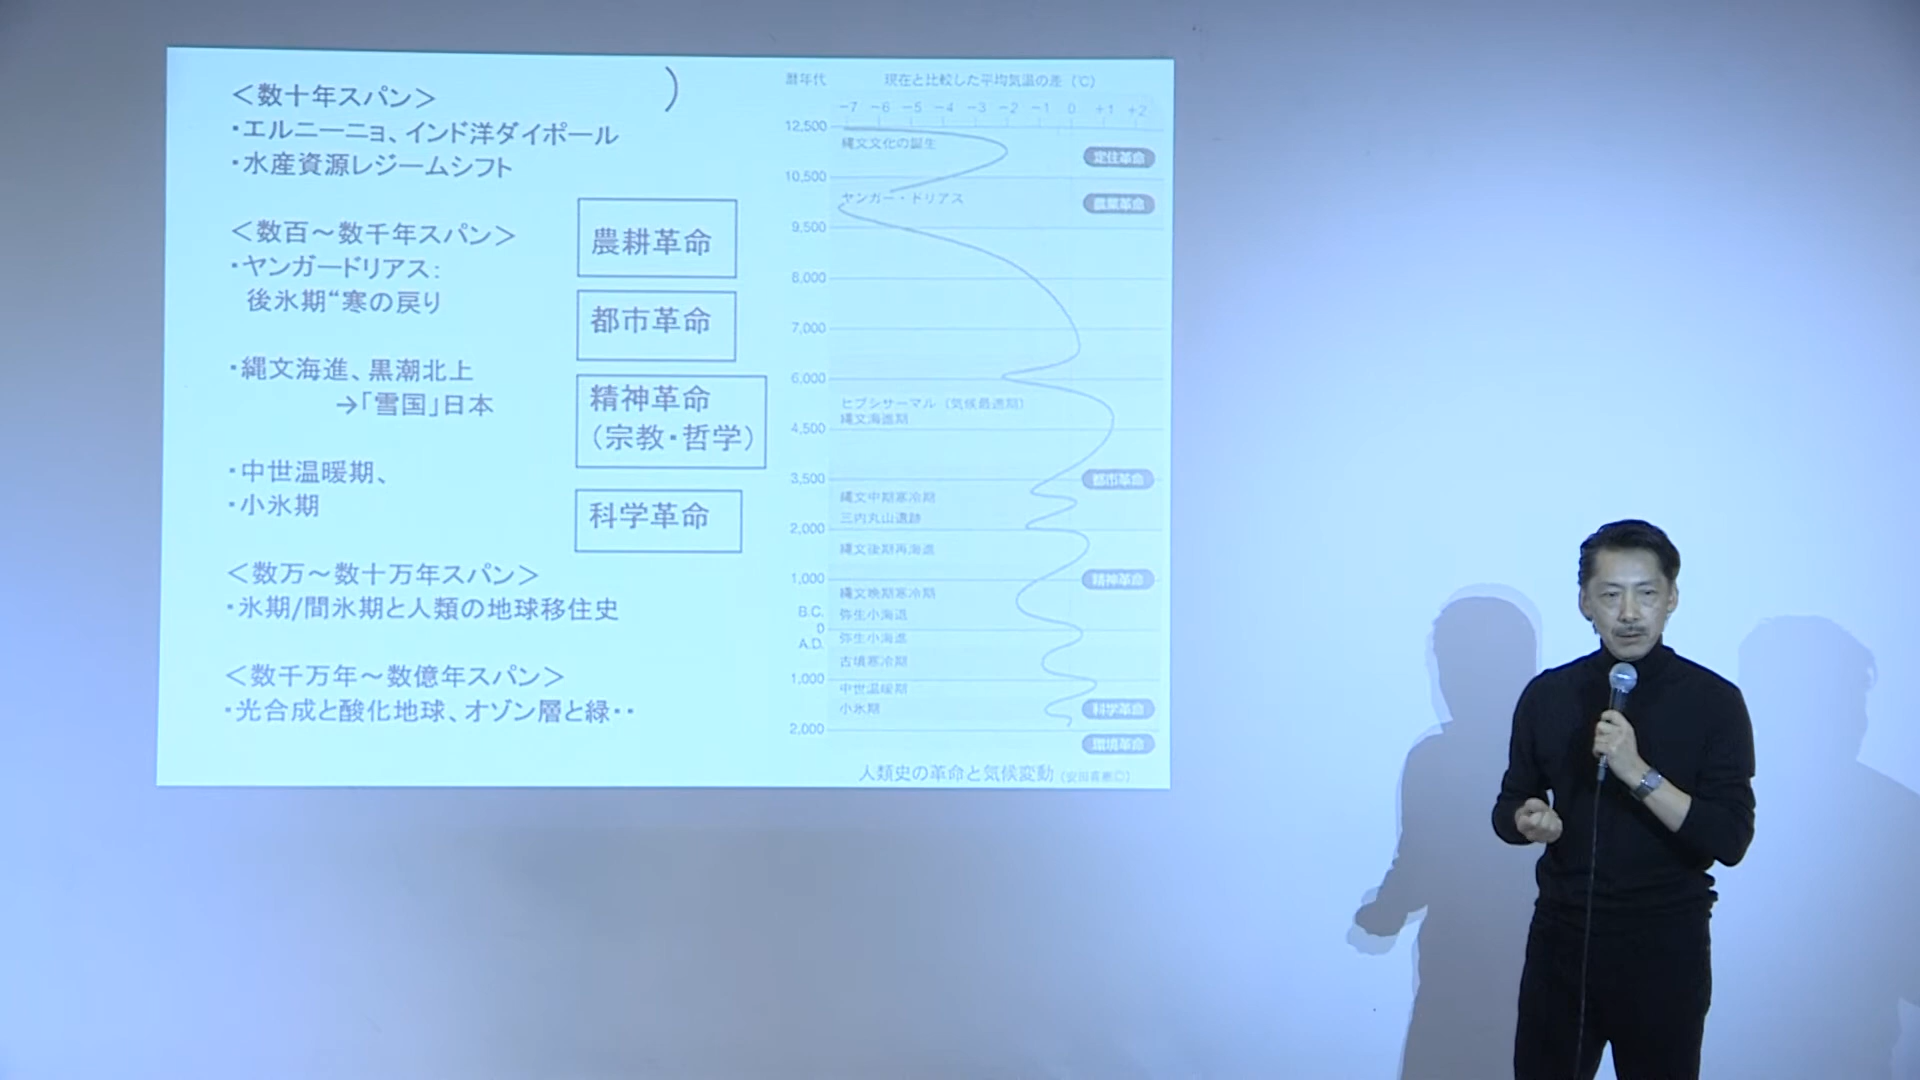 ＜数十年スパン＞
・エルニーニョ、インド洋ダイポール
・水産資源レジームシフト
＜数百～数千年スパン＞
・ヤンガードリアス：
後氷期“寒の戻り
・縄文海進、黒潮北上
→「雪国」日本
・中世温暖期、
・小氷期
＜数万～数十万年スパン＞
・氷期/間氷期と人類の地球移住史
＜数千万年～数億年スパン＞
・光合成と酸化地球、オゾン層と緑・・
）
農耕革命
都市革命
精神革命
（宗教・哲学）
科学革命
暦年代
現在と比較した平均気温の差（℃）
−7 −6 −5 −4 −3 −2 −1 0 +1 +2
12,500
縄文文化の誕生
定住革命
10,500
ヤンガー・ドリアス
農業革命
9,500
8,000
7,000
6,000
ヒプシサーマル（気候最適期）
縄文海進期
4,500
3,500
都市革命
縄文中期寒冷期
三内丸山遺跡
2,000
縄文後期再海進
1,000
精神革命
縄文晩期寒冷期
B.C.
弥生小海退
0
A.D.
弥生小海進
古墳寒冷期
1,000
中世温暖期
小氷期
科学革命
2,000
環境革命
人類史の革命と気候変動